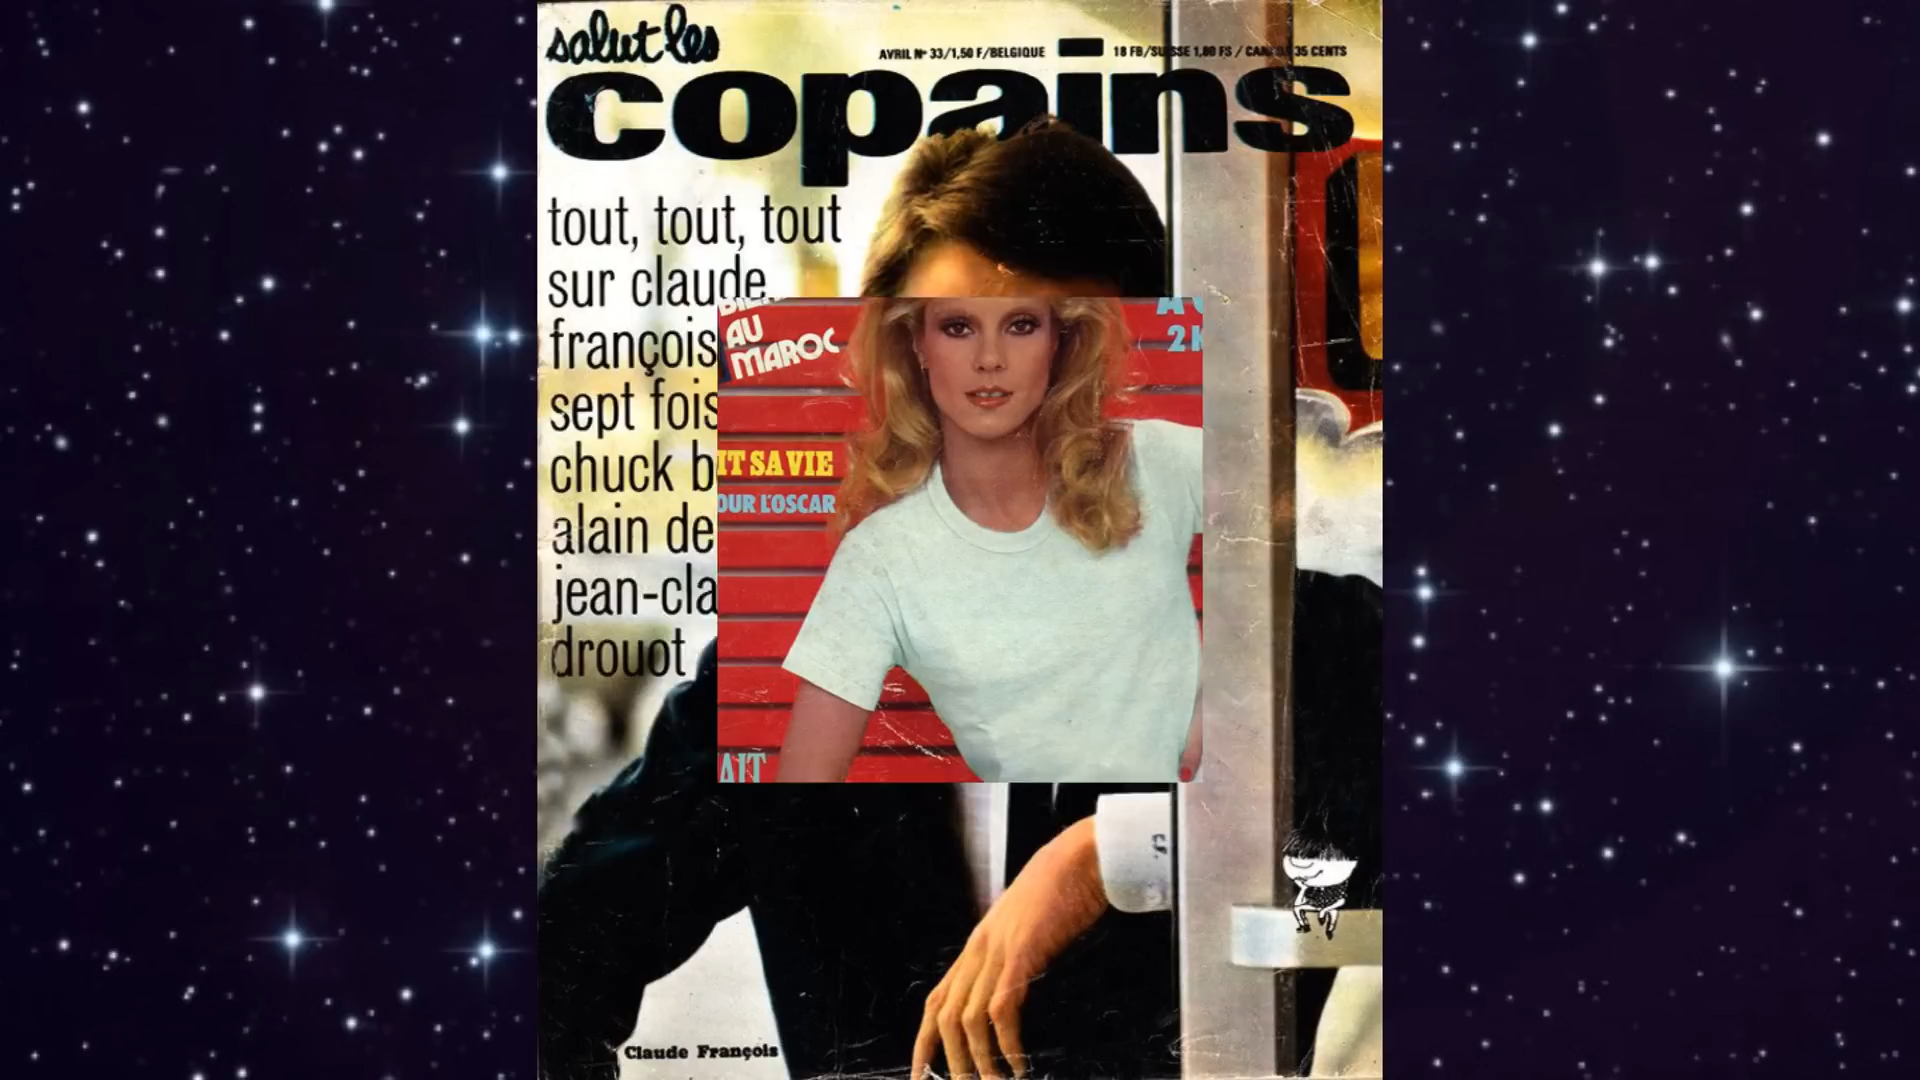 salut les
AVRIL Nº 33/1,50 F/BELGIQUE 18 FB/SUISSE 1,80 FS / CANADA 35 CENTS
copains
tout, tout, tout
sur claude
françois
sept fois
chuck b
alain de
jean-cla
drouot
AU
MAROC
2
IT SA VIE
OUR L'OSCAR
AIT
C.F.
Claude François